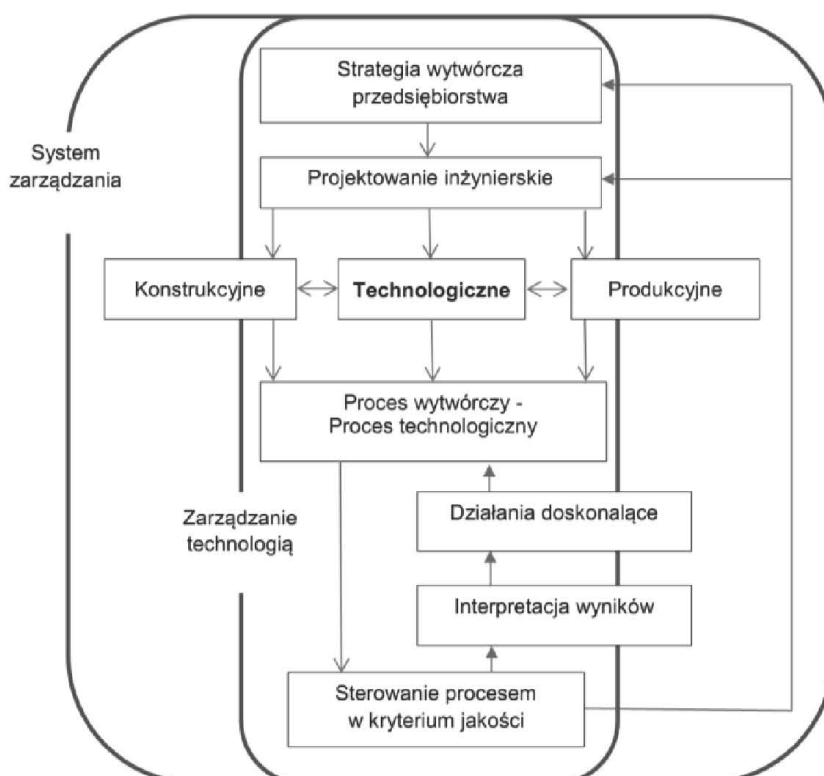 Strategia wytwórcza
przedsiębiorstwa
System
zarządzania
Projektowanie inżynierskie
Konstrukcyjne
Technologiczne
Produkcyjne
Proces wytwórczy -
Proces technologiczny
Zarządzanie
technologią
Działania doskonalące
Interpretacja wyników
Sterowanie procesem
w kryterium jakości